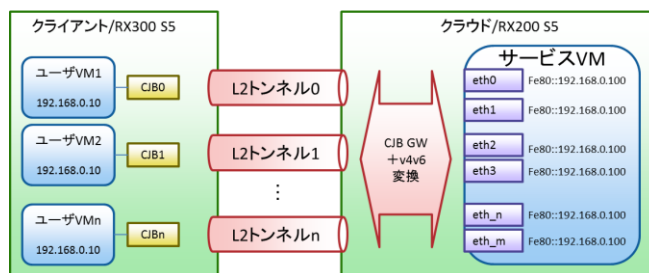 クライアント/RX300 S5
クラウド/RX200 S5
ユーザVM1
192.168.0.10
CJB0
ユーザVM2
192.168.0.10
CJB1
ユーザVMn
192.168.0.10
CJBn
L2トンネル0
L2トンネル1
⋮
L2トンネルn
CJB GW
+v4v6
変換
サービスVM
eth0 Fe80::192.168.0.100
eth1 Fe80::192.168.0.100
eth2 Fe80::192.168.0.100
eth3 Fe80::192.168.0.100
eth_n Fe80::192.168.0.100
eth_m Fe80::192.168.0.100